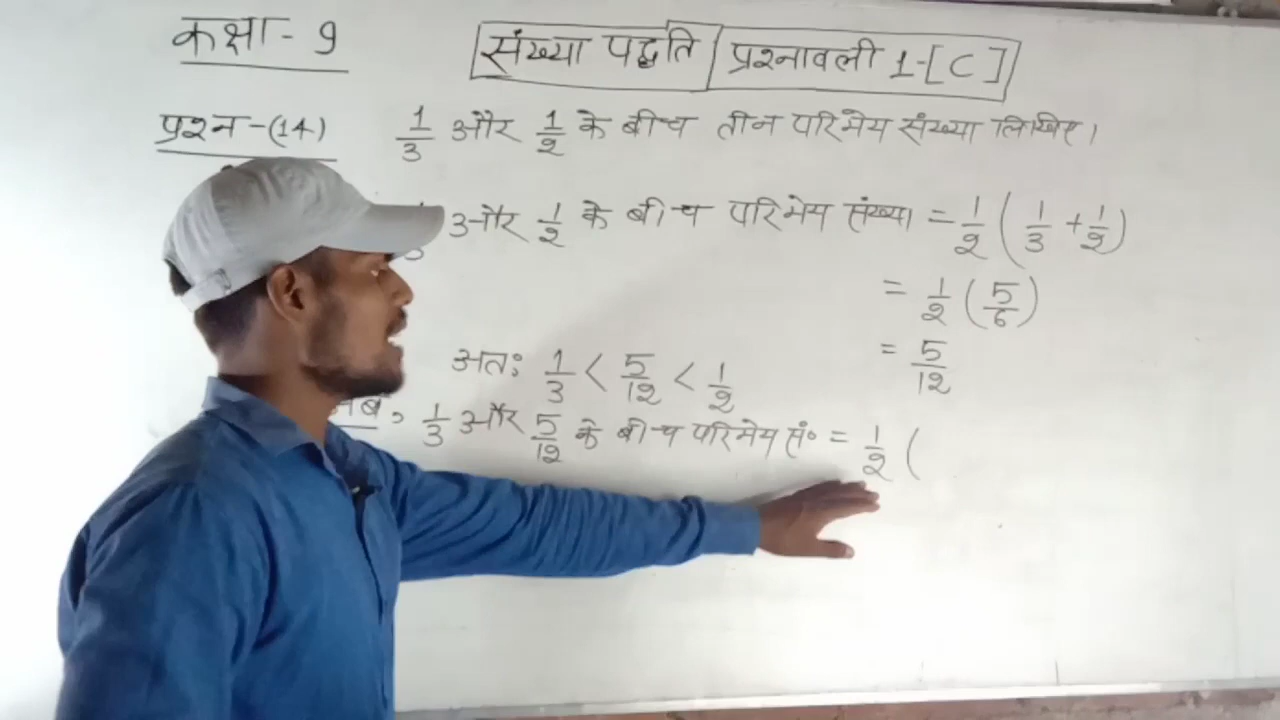 कक्षा - 9
संख्या पद्धति प्रश्नावली 1-[C]
प्रश्न-(14) 1/3 और 1/2 के बीच तीन परिमेय संख्या लिखिए।
और 1/2 के बीच परिमेय संख्या = 1/2 (1/3 + 1/2)
= 1/2 (5/6)
= 5/12
अतः 1/3 < 5/12 < 1/2
अब, 1/3 और 5/12 के बीच परिमेय सं० = 1/2 (